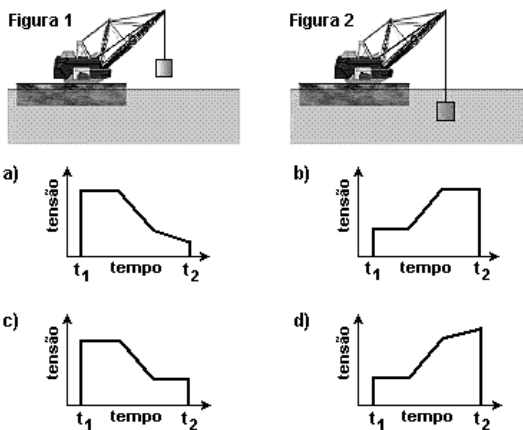 Figura 1
Figura 2
a)
tensão
t1 tempo t2
b)
tensão
t1 tempo t2
c)
tensão
t1 tempo t2
d)
tensão
t1 tempo t2